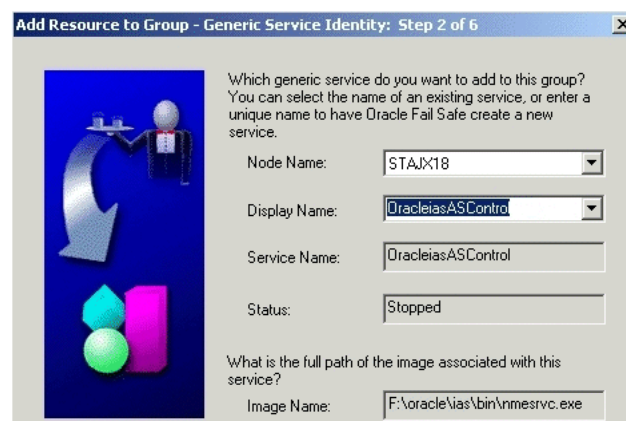 Add Resource to Group - Generic Service Identity: Step 2 of 6
Which generic service do you want to add to this group?
You can select the name of an existing service, or enter a
unique name to have Oracle Fail Safe create a new
service.
Node Name: STAJX18
Display Name: OracleiasASControl
Service Name: OracleiasASControl
Status: Stopped
What is the full path of the image associated with this
service?
Image Name: F:\oracle\ias\bin\nmesrvc.exe